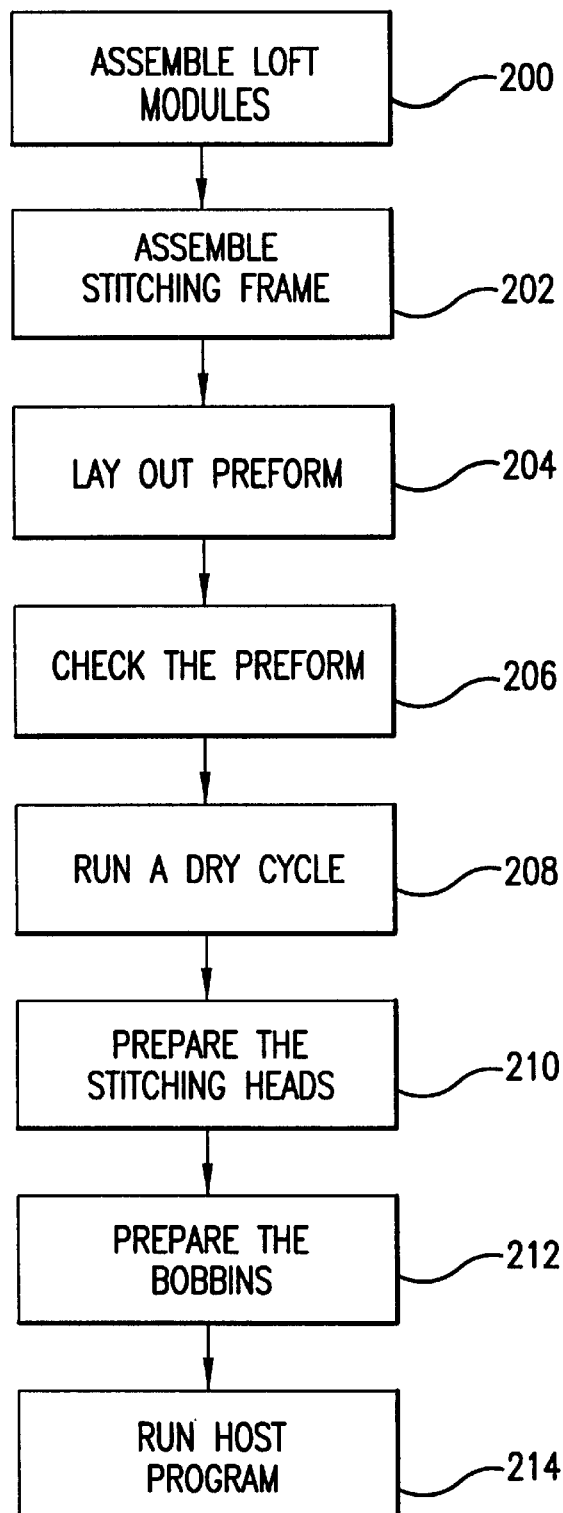 ASSEMBLE LOFT
MODULES
200
ASSEMBLE
STITCHING FRAME
202
LAY OUT PREFORM
204
CHECK THE PREFORM
206
RUN A DRY CYCLE
208
PREPARE THE
STITCHING HEADS
210
PREPARE THE
BOBBINS
212
RUN HOST
PROGRAM
214